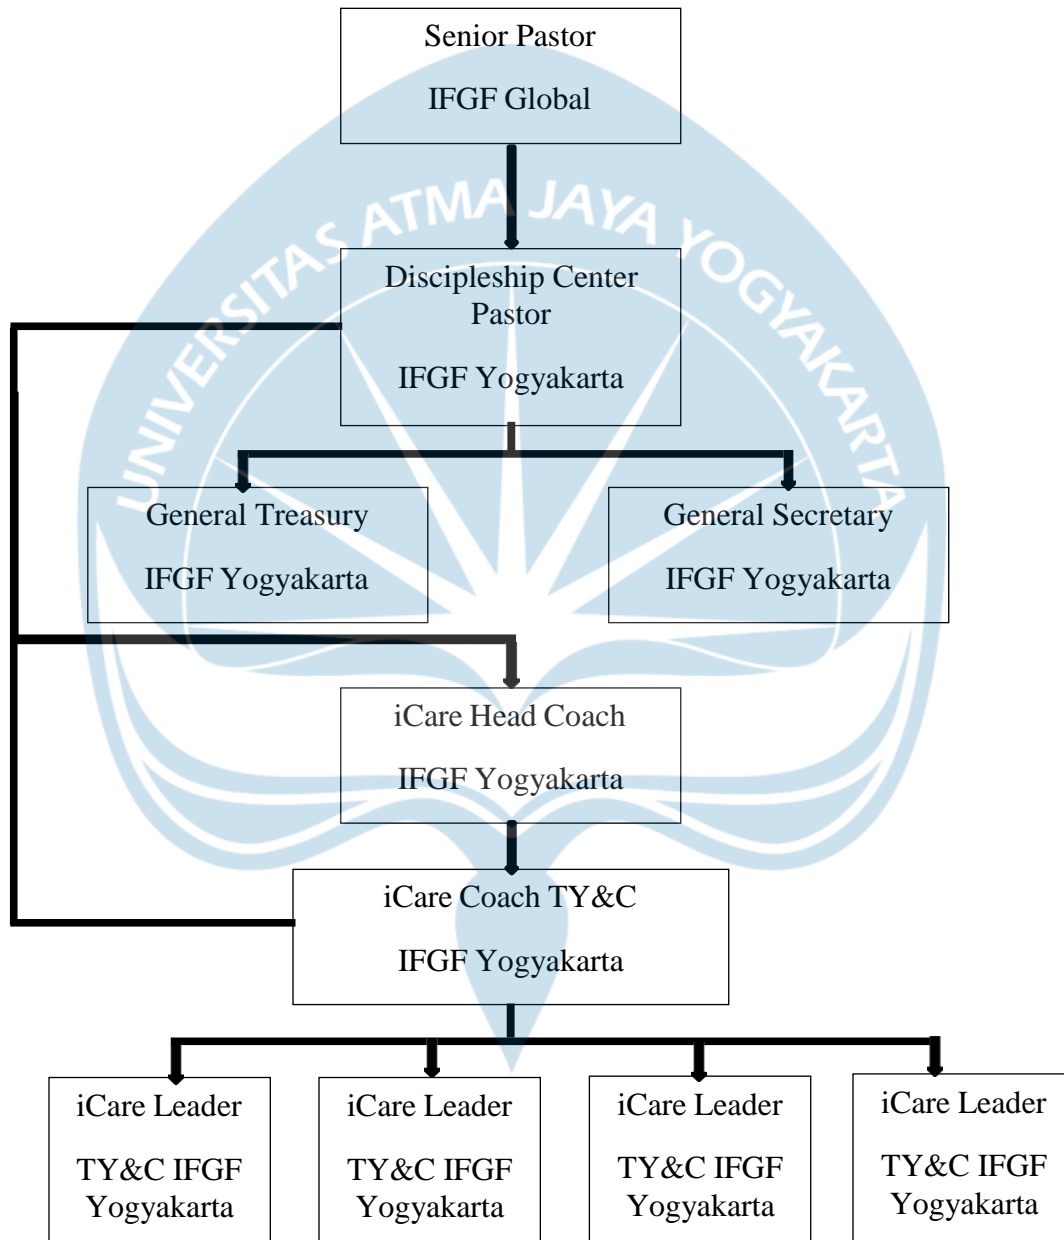 Senior Pastor
IFGF Global
UNIVERSITAS ATMA JAYA YOGYAKARTA
Discipleship Center
Pastor
IFGF Yogyakarta
General Treasury
IFGF Yogyakarta
General Secretary
IFGF Yogyakarta
iCare Head Coach
IFGF Yogyakarta
iCare Coach TY&C
IFGF Yogyakarta
iCare Leader
TY&C IFGF
Yogyakarta
iCare Leader
TY&C IFGF
Yogyakarta
iCare Leader
TY&C IFGF
Yogyakarta
iCare Leader
TY&C IFGF
Yogyakarta